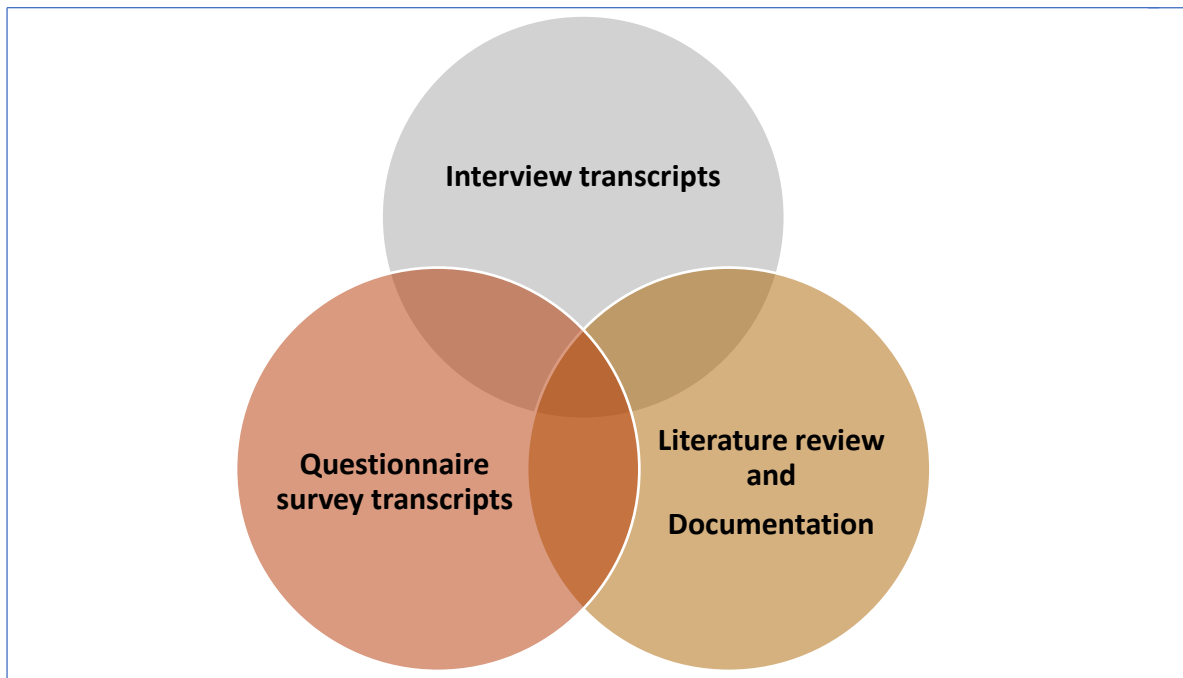 Interview transcripts
Questionnaire
survey transcripts
Literature review
and
Documentation